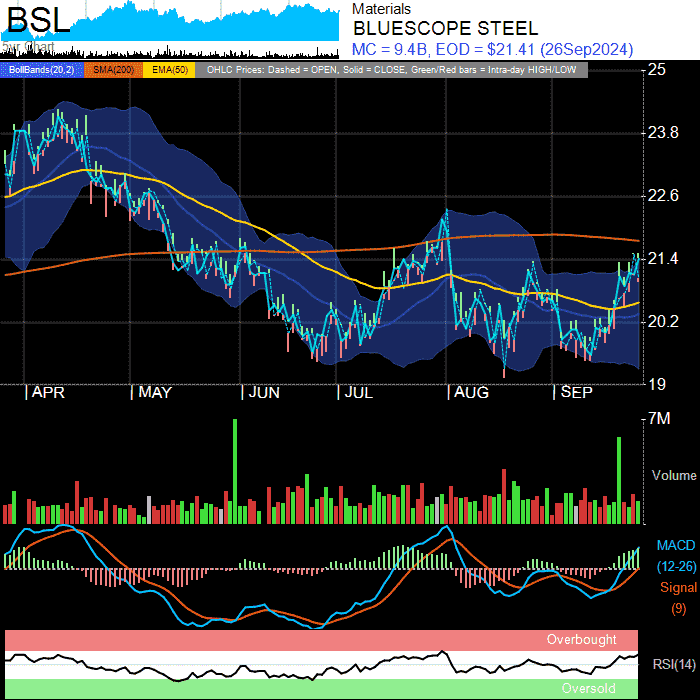 BSL
Materials
BLUESCOPE STEEL
MC = 9.4B, EOD = $21.41 (26Sep2024)
BollBands(20,2) SMA(200) EMA(50) OHLC Prices: Dashed = OPEN, Solid = CLOSE, Green/Red bars = Intra-day HIGH/LOW
25
23.8
22.6
21.4
20.2
19
APR MAY JUN JUL AUG SEP
7M
Volume
MACD
(12-26)
Signal
(9)
Overbought
RSI(14)
Oversold